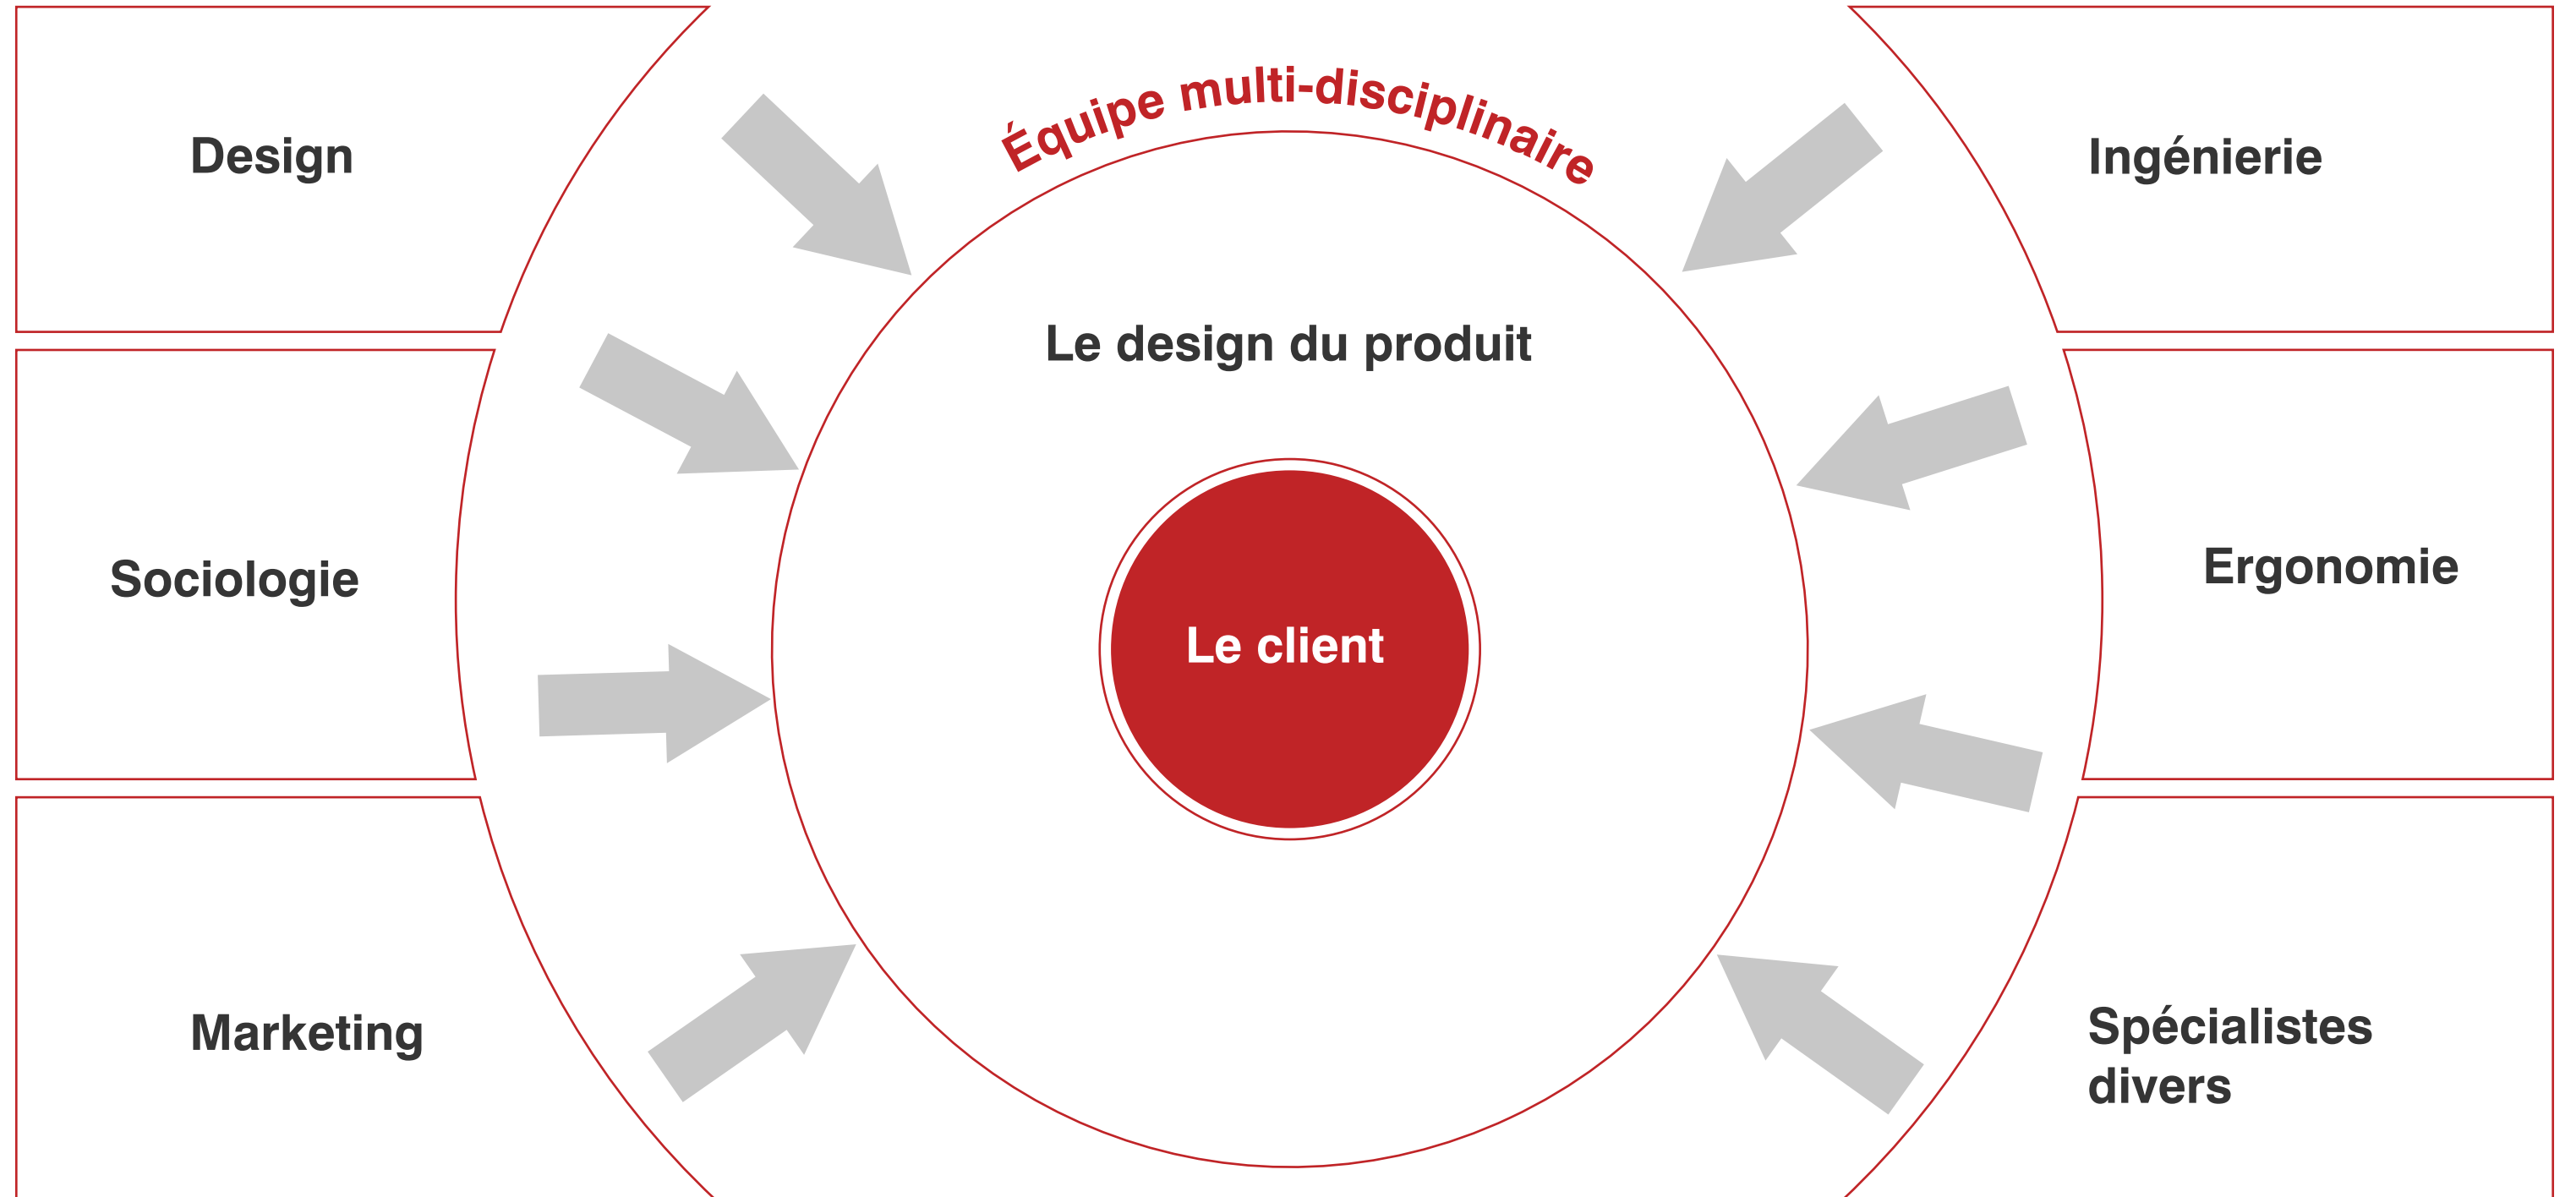 Équipe multi-disciplinaire
Design
Ingénierie
Le design du produit
Sociologie
Ergonomie
Le client
Marketing
Spécialistes
divers